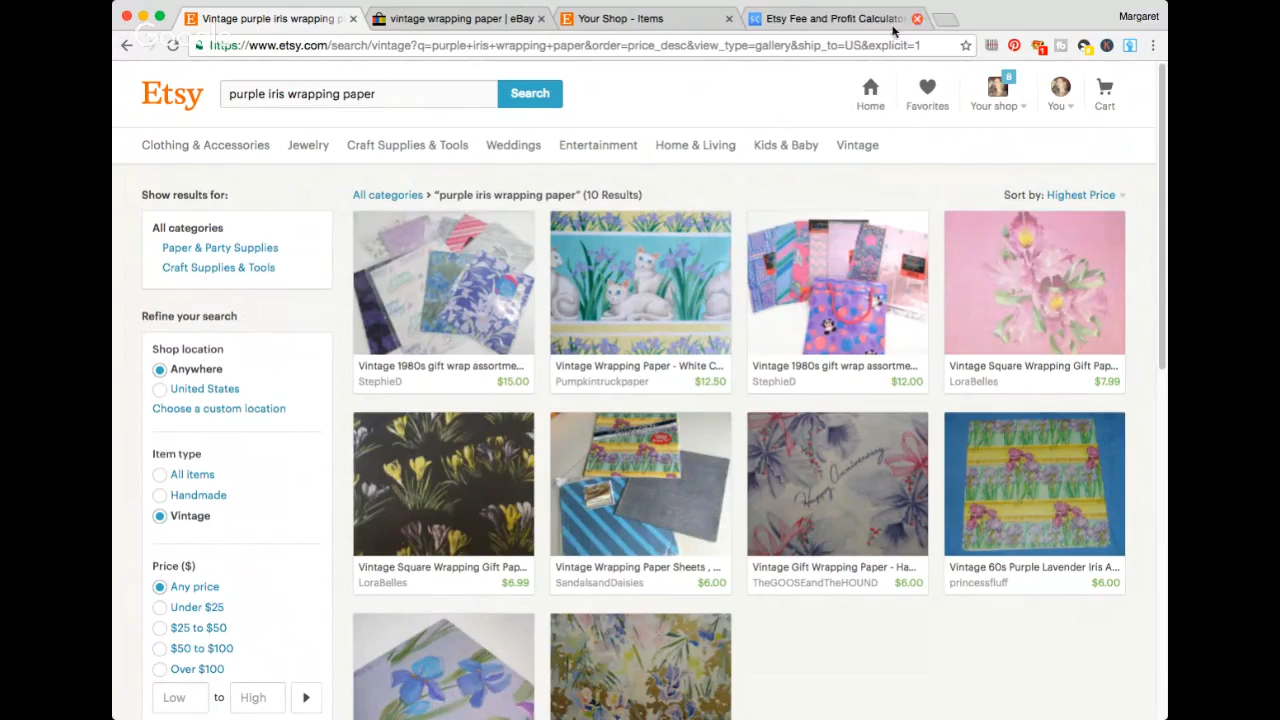 Vintage purple iris wrapping p
vintage wrapping paper | eBay
Your Shop - Items
Etsy Fee and Profit Calculator
Margaret
Google
https://www.etsy.com/search/vintage?q=purple+iris+wrapping+paper&order=price_desc&view_type=gallery&ship_to=US&explicit=1
Etsy
purple iris wrapping paper
Search
8
Home
Favorites
Your shop
You
Cart
Clothing & Accessories
Jewelry
Craft Supplies & Tools
Weddings
Entertainment
Home & Living
Kids & Baby
Vintage
Show results for:
All categories > "purple iris wrapping paper" (10 Results)
Sort by: Highest Price
All categories
Paper & Party Supplies
Craft Supplies & Tools
Refine your search
Shop location
Anywhere
United States
Choose a custom location
Item type
All items
Handmade
Vintage
Price ($)
Any price
Under $25
$25 to $50
$50 to $100
Over $100
Low
to
High
Vintage 1980s gift wrap assortme...
StephieD
$15.00
Vintage Wrapping Paper - White C...
Pumpkintruckpaper
$12.50
Vintage 1980s gift wrap assortme...
StephieD
$12.00
Vintage Square Wrapping Gift Pap...
LoraBelles
$7.99
Happy Anniversary
Vintage Square Wrapping Gift Pap...
LoraBelles
$6.99
Vintage Wrapping Paper Sheets , ...
SandalsandDaisies
$6.00
Vintage Gift Wrapping Paper - Ha...
TheGOOSEandTheHOUND
$6.00
Vintage 60s Purple Lavender Iris A...
princessfluff
$6.00